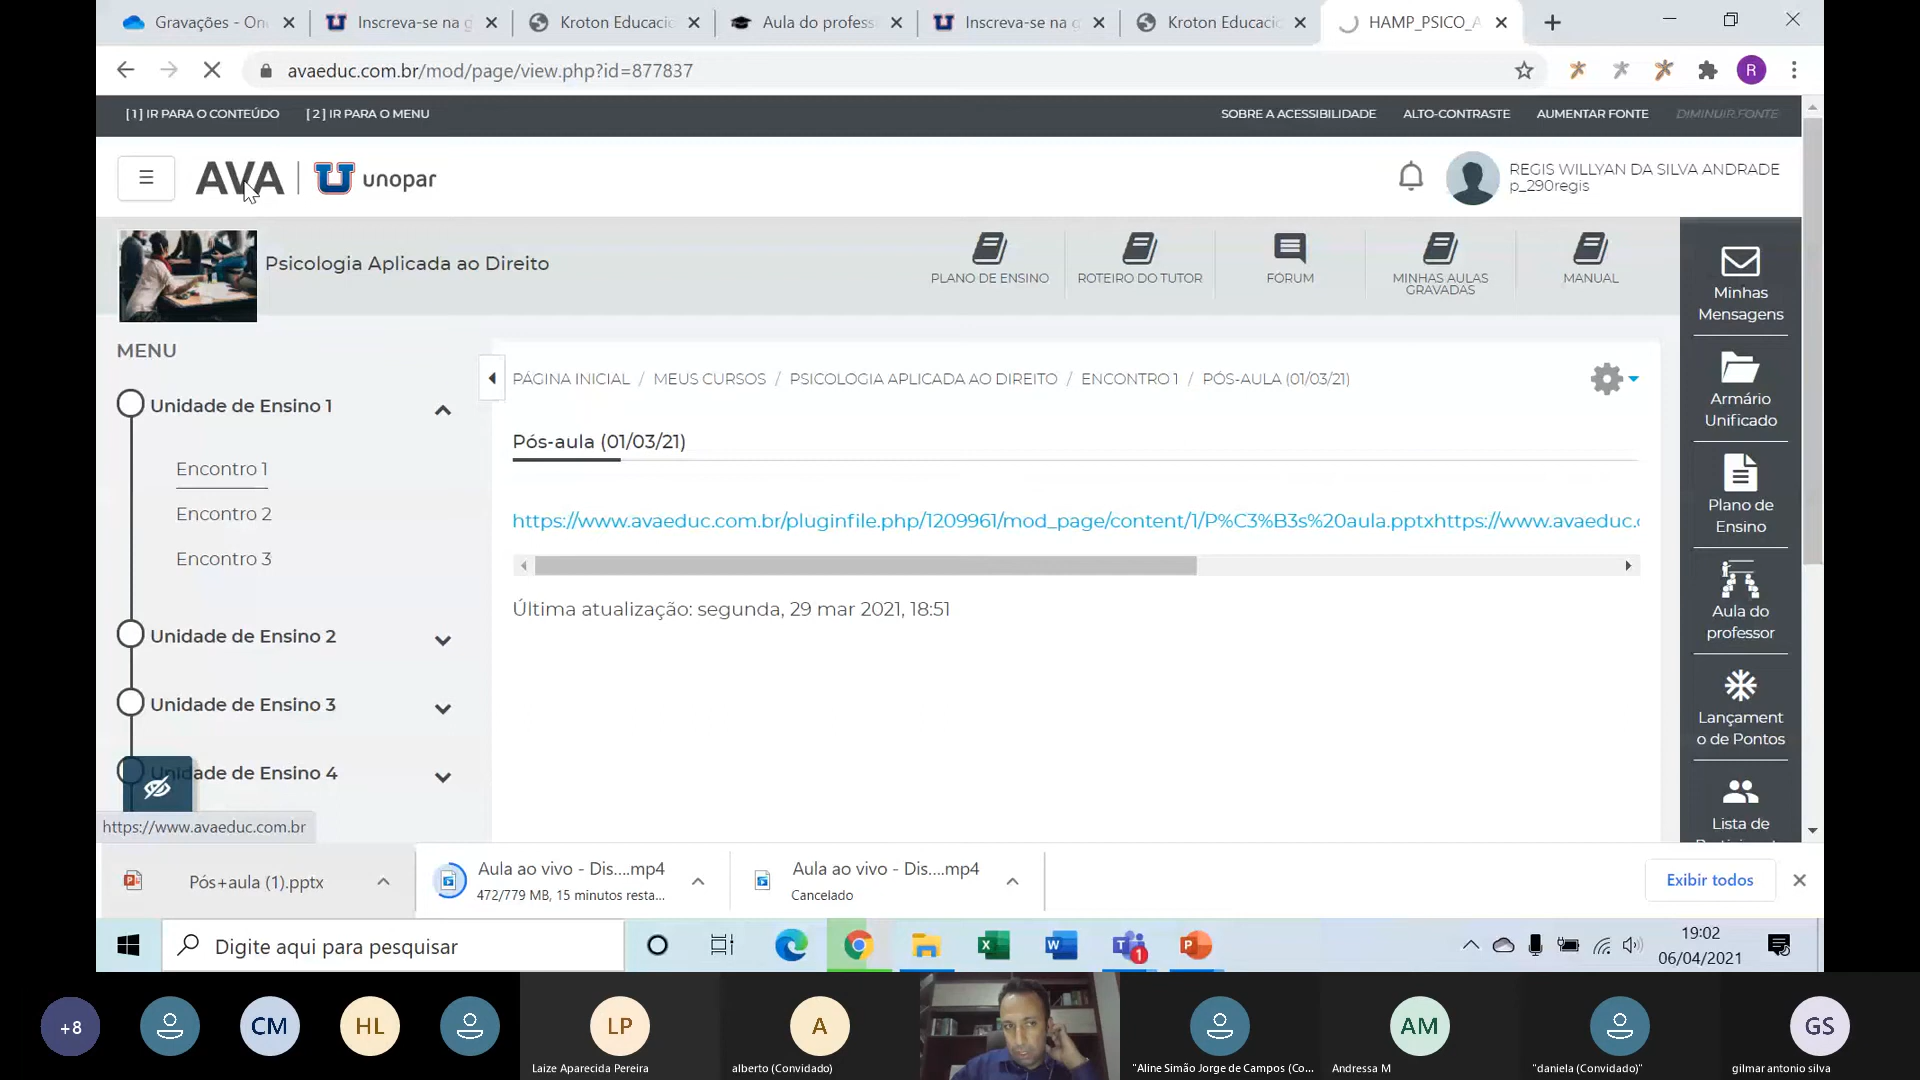 Gravações - On
Inscreva-se na g
Kroton Educaci
Aula do profess
Inscreva-se na
Kroton Educaci
HAMP_PSICO_A
avaeduc.com.br/mod/page/view.php?id=877837
R
[ 1 ] IR PARA O CONTEÚDO
[ 2 ] IR PARA O MENU
SOBRE A ACESSIBILIDADE
ALTO-CONTRASTE
AUMENTAR FONTE
DIMINUIR FONTE
AVA
unopar
REGIS WILLYAN DA SILVA ANDRADE
p_290regis
Psicologia Aplicada ao Direito
PLANO DE ENSINO
ROTEIRO DO TUTOR
FÓRUM
MINHAS AULAS
GRAVADAS
MANUAL
MENU
Unidade de Ensino 1
Encontro 1
Encontro 2
Encontro 3
Unidade de Ensino 2
Unidade de Ensino 3
Unidade de Ensino 4
https://www.avaeduc.com.br
PÁGINA INICIAL / MEUS CURSOS / PSICOLOGIA APLICADA AO DIREITO / ENCONTRO 1 / PÓS-AULA (01/03/21)
Pós-aula (01/03/21)
https://www.avaeduc.com.br/pluginfile.php/1209961/mod_page/content/1/P%C3%B3s%20aula.pptxhttps://www.avaeduc.c
Última atualização: segunda, 29 mar 2021, 18:51
Minhas
Mensagens
Armário
Unificado
Plano de
Ensino
Aula do
professor
Lançament
o de Pontos
Lista de
Pós+aula (1).pptx
Aula ao vivo - Dis....mp4
472/779 MB, 15 minutos resta...
Aula ao vivo - Dis....mp4
Cancelado
Exibir todos
Digite aqui para pesquisar
1
19:02
06/04/2021
+8
CM
HL
LP
Laize Aparecida Pereira
A
alberto (Convidado)
"Aline Simão Jorge de Campos (Co...
AM
Andressa M
"daniela (Convidado)"
GS
gilmar antonio silva